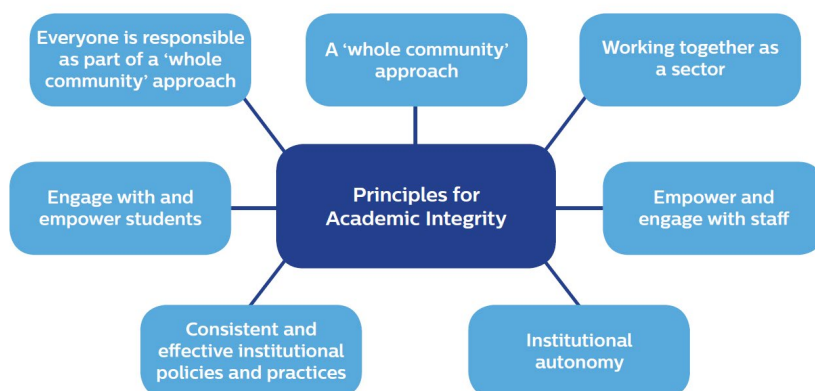 Everyone is responsible
as part of a ‘whole
community’ approach
A ‘whole community’
approach
Working together as
a sector
Engage with and
empower students
Principles for
Academic Integrity
Empower and
engage with staff
Consistent and
effective institutional
policies and practices
Institutional
autonomy